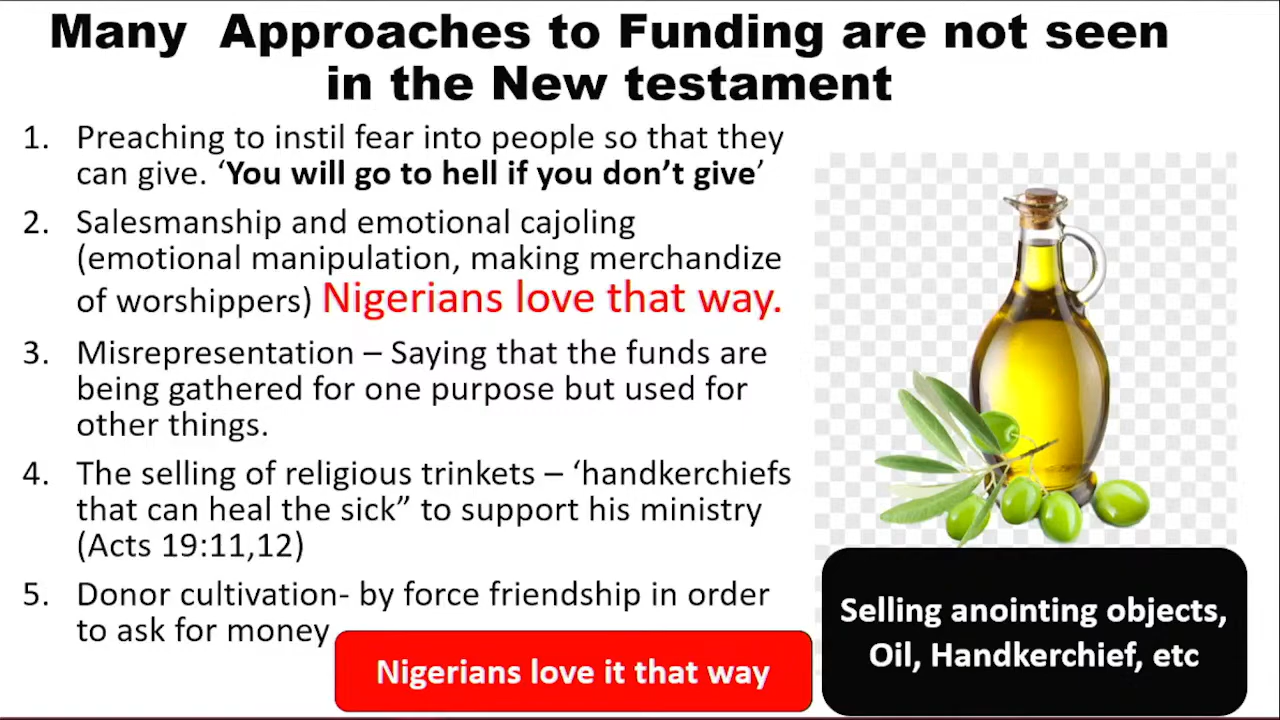 Many  Approaches to Funding are not seen
in the New testament
1. Preaching to instil fear into people so that they
can give. ‘You will go to hell if you don’t give’
2. Salesmanship and emotional cajoling
(emotional manipulation, making merchandize
of worshippers) Nigerians love that way.
3. Misrepresentation – Saying that the funds are
being gathered for one purpose but used for
other things.
4. The selling of religious trinkets – ‘handkerchiefs
that can heal the sick” to support his ministry
(Acts 19:11,12)
5. Donor cultivation- by force friendship in order
to ask for money
Nigerians love it that way
Selling anointing objects,
Oil, Handkerchief, etc